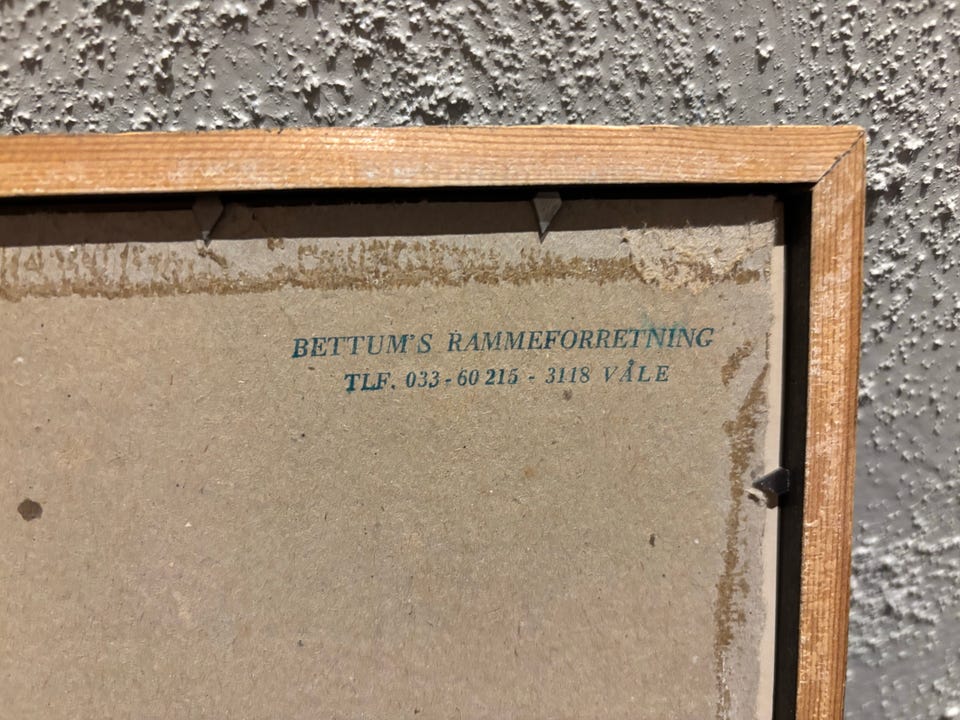 BETTUM'S RAMMEFORRETNING
TLF. 033-60 215 - 3118 VÅLE